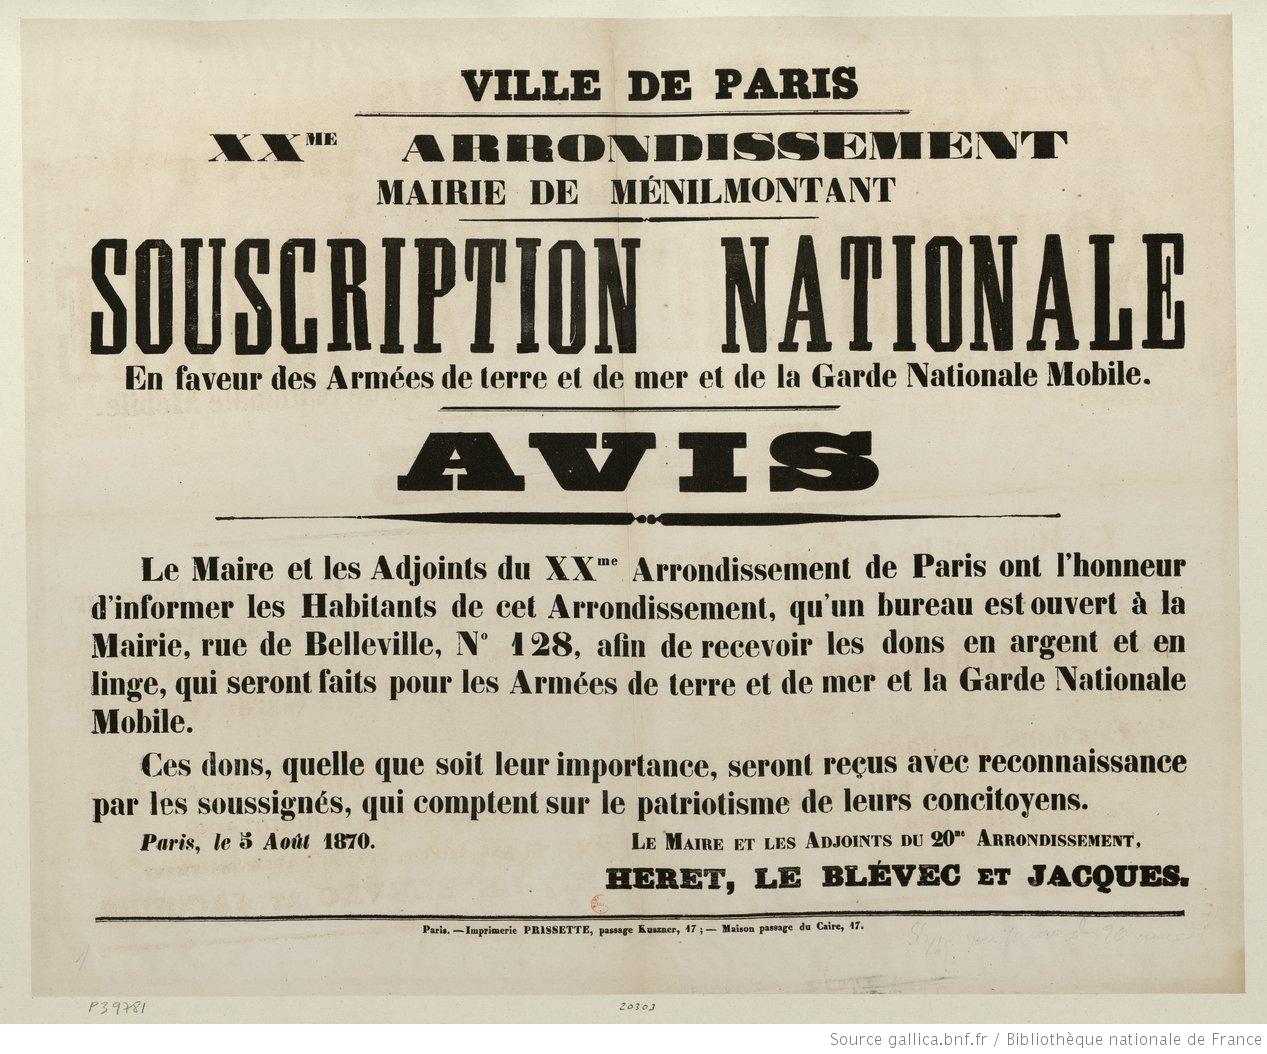 VILLE DE PARIS
XXME ARRONDISSEMENT
MAIRIE DE MÉNILMONTANT
SOUSCRIPTION NATIONALE
En faveur des Armées de terre et de mer et de la Garde Nationale Mobile.
AVIS
Le Maire et les Adjoints du XXme Arrondissement de Paris ont l'honneur
d'informer les Habitants de cet Arrondissement, qu'un bureau est ouvert à la
Mairie, rue de Belleville, N° 128, afin de recevoir les dons en argent et en
linge, qui seront faits pour les Armées de terre et de mer et la Garde Nationale
Mobile.
Ces dons, quelle que soit leur importance, seront reçus avec reconnaissance
par les soussignés, qui comptent sur le patriotisme de leurs concitoyens.
Paris, le 5 Août 1870.
LE MAIRE ET LES ADJOINTS DU 20me ARRONDISSEMENT,
HERET, LE BLÉVEC ET JACQUES.
Paris. — Imprimerie PRISSETTE, passage Kuszner, 17 ; — Maison passage du Caire, 17.
P39781
20303
Source gallica.bnf.fr / Bibliothèque nationale de France